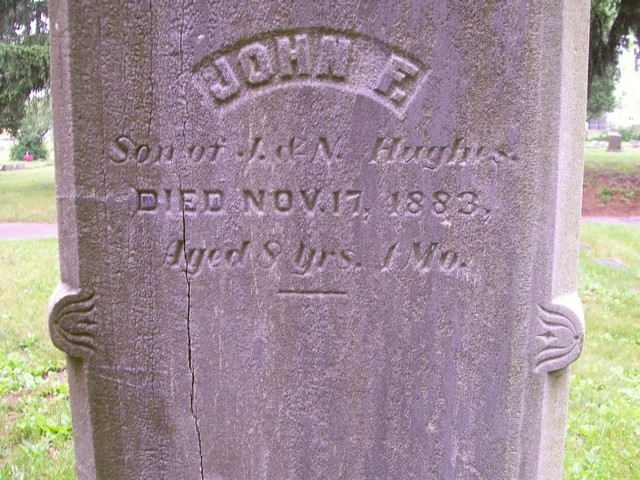 JOHN F.
Son of J. & N. Hughes.
DIED NOV. 17, 1883,
Aged 8 Yrs. 1 Mo.